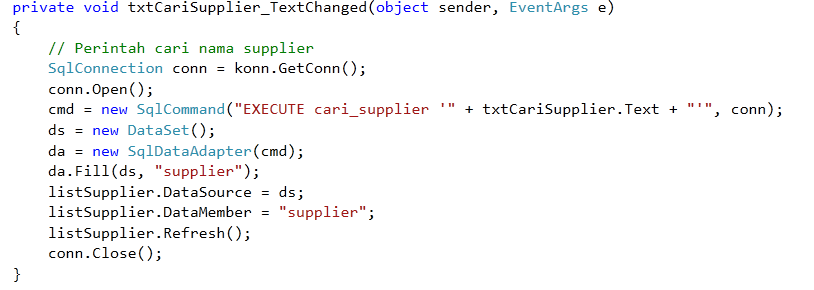 private void txtCariSupplier_TextChanged(object sender, EventArgs e)
{
    // Perintah cari nama supplier
    SqlConnection conn = konn.GetConn();
    conn.Open();
    cmd = new SqlCommand("EXECUTE cari_supplier '" + txtCariSupplier.Text + "'", conn);
    ds = new DataSet();
    da = new SqlDataAdapter(cmd);
    da.Fill(ds, "supplier");
    listSupplier.DataSource = ds;
    listSupplier.DataMember = "supplier";
    listSupplier.Refresh();
    conn.Close();
}